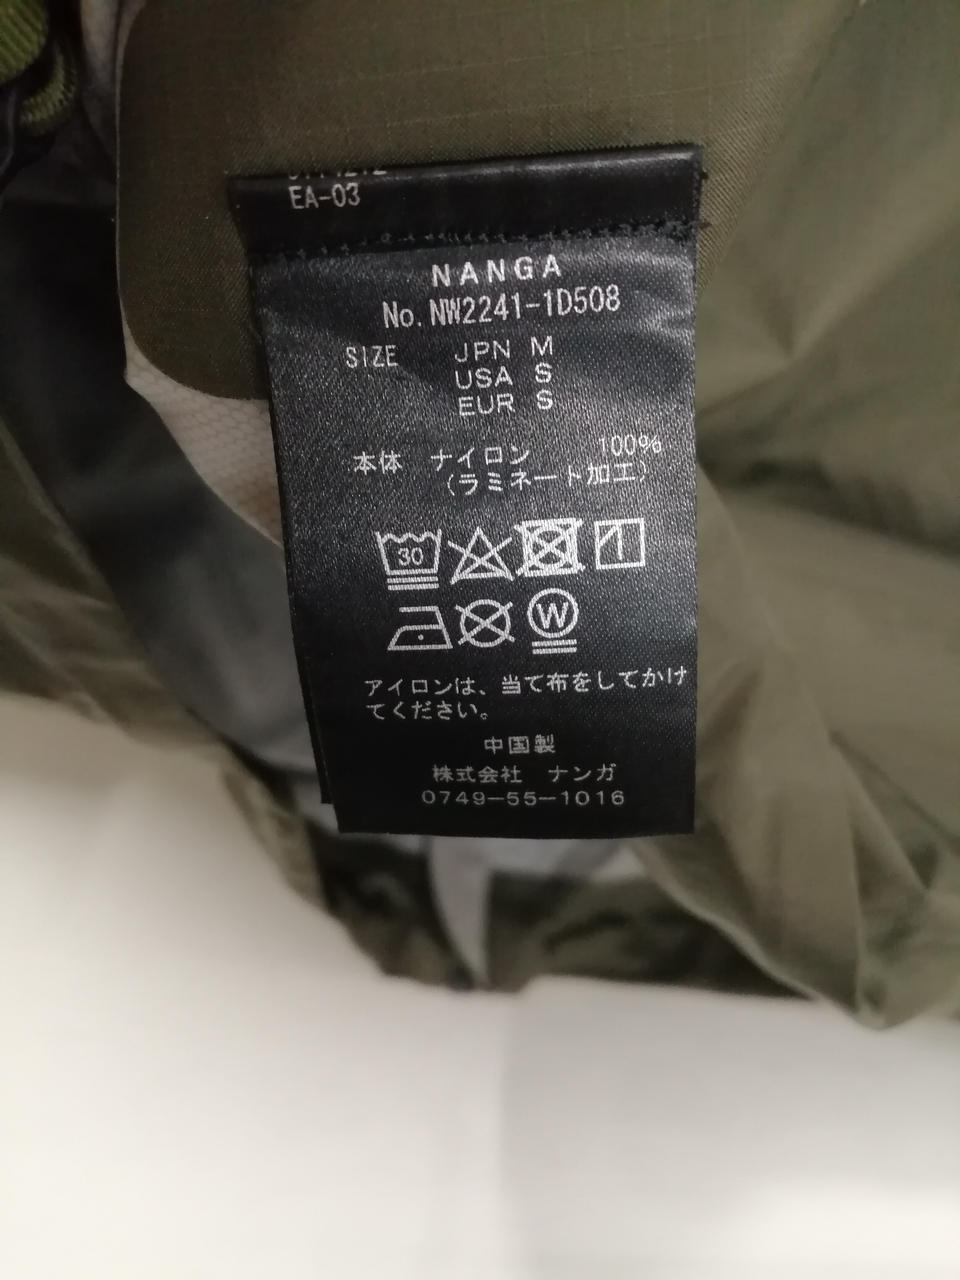 EA-03
NANGA
No. NW2241-1D508
SIZE JPN M
USA S
EUR S
本体 ナイロン 100%
(ラミネート加工)
30
W
アイロンは、当て布をしてかけ
てください。
中国製
株式会社 ナンガ
0749-55-1016